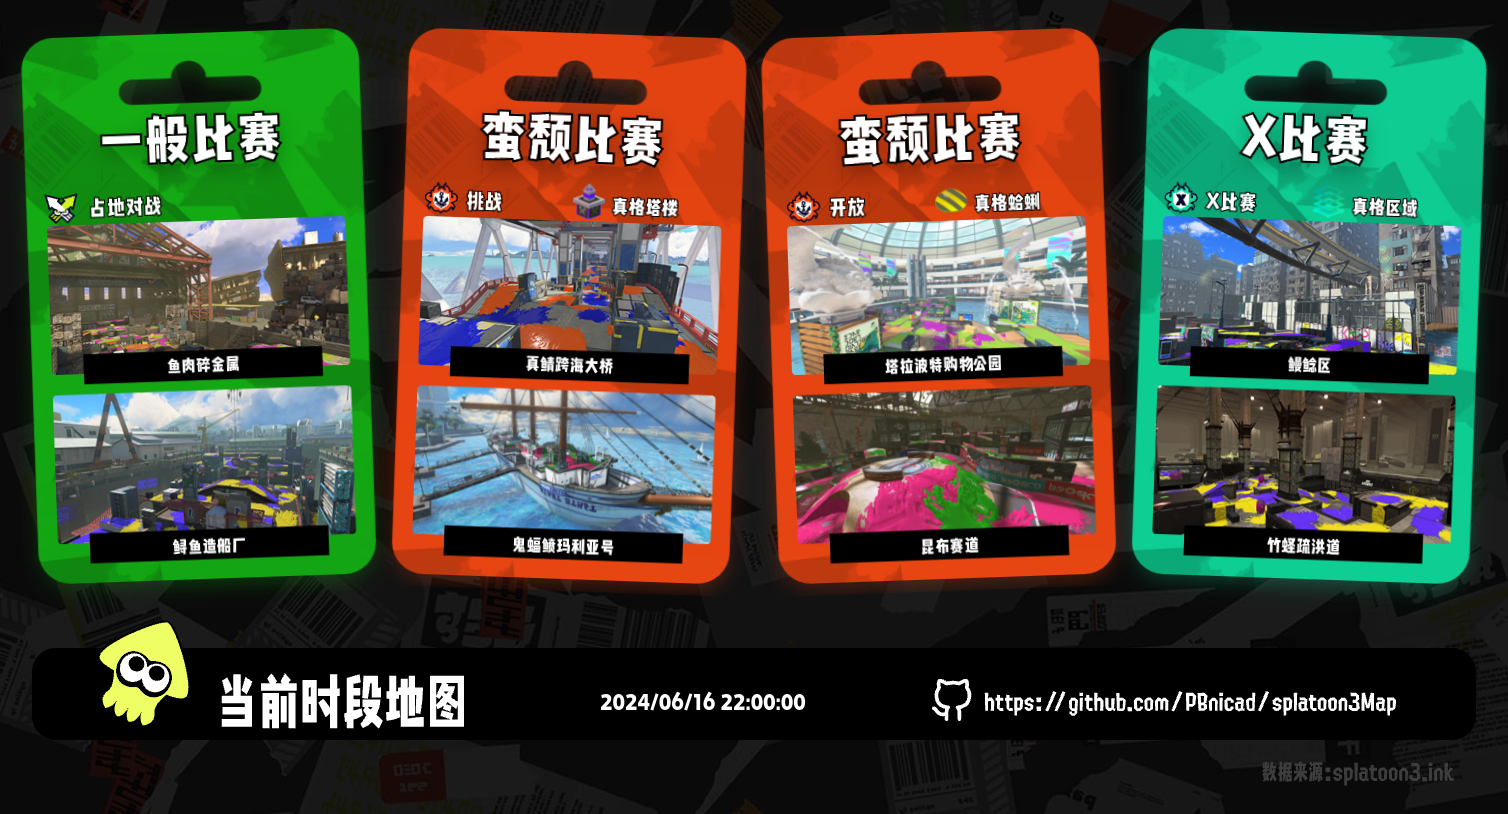 一般比赛
占地对战
鱼肉碎金属
鲟鱼造船厂
蛮颓比赛
挑战
真格塔楼
真鲭跨海大桥
鬼蝠鲼玛利亚号
蛮颓比赛
开放
真格蛤蜊
塔拉波特购物公园
昆布赛道
X比赛
X比赛
真格区域
鳗鲶区
竹蛏疏洪道
当前时段地图
2024/06/16 22:00:00
https://github.com/PBnicad/splatoon3Map
数据来源:splatoon3.ink